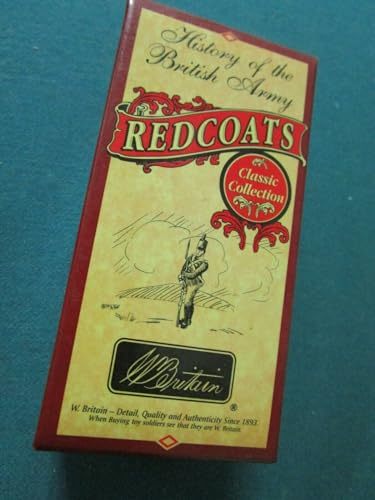 History of the
British Army
REDCOATS
Classic
Collection
W. Britain
®
W. Britain – Detail, Quality and Authenticity Since 1893
When Buying toy soldiers see that they are W. Britain.